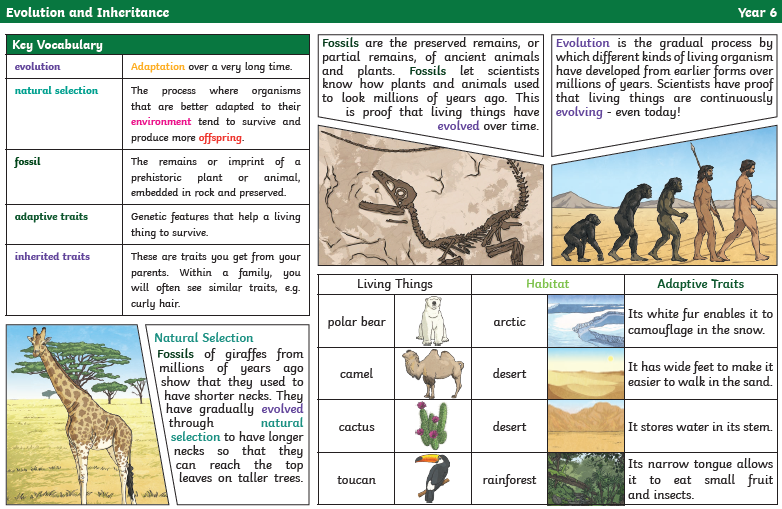 Evolution and Inheritance
Year 6
Key Vocabulary
evolution
Adaptation over a very long time.
natural selection
The process where organisms
that are better adapted to their
environment tend to survive and
produce more offspring.
fossil
The remains or imprint of a
prehistoric plant or animal,
embedded in rock and preserved.
adaptive traits
Genetic features that help a living
thing to survive.
inherited traits
These are traits you get from your
parents. Within a family, you
will often see similar traits, e.g.
curly hair.
Natural Selection
Fossils of giraffes from
millions of years ago
show that they used to
have shorter necks. They
have gradually evolved
through natural
selection to have longer
necks so that they
can reach the top
leaves on taller trees.
Fossils are the preserved remains, or
partial remains, of ancient animals
and plants. Fossils let scientists
know how plants and animals used
to look millions of years ago. This
is proof that living things have
evolved over time.
Evolution is the gradual process by
which different kinds of living organism
have developed from earlier forms over
millions of years. Scientists have proof
that living things are continuously
evolving - even today!
Living Things
Habitat
Adaptive Traits
polar bear
arctic
Its white fur enables it to
camouflage in the snow.
camel
desert
It has wide feet to make it
easier to walk in the sand.
cactus
desert
It stores water in its stem.
toucan
rainforest
Its narrow tongue allows
it to eat small fruit
and insects.